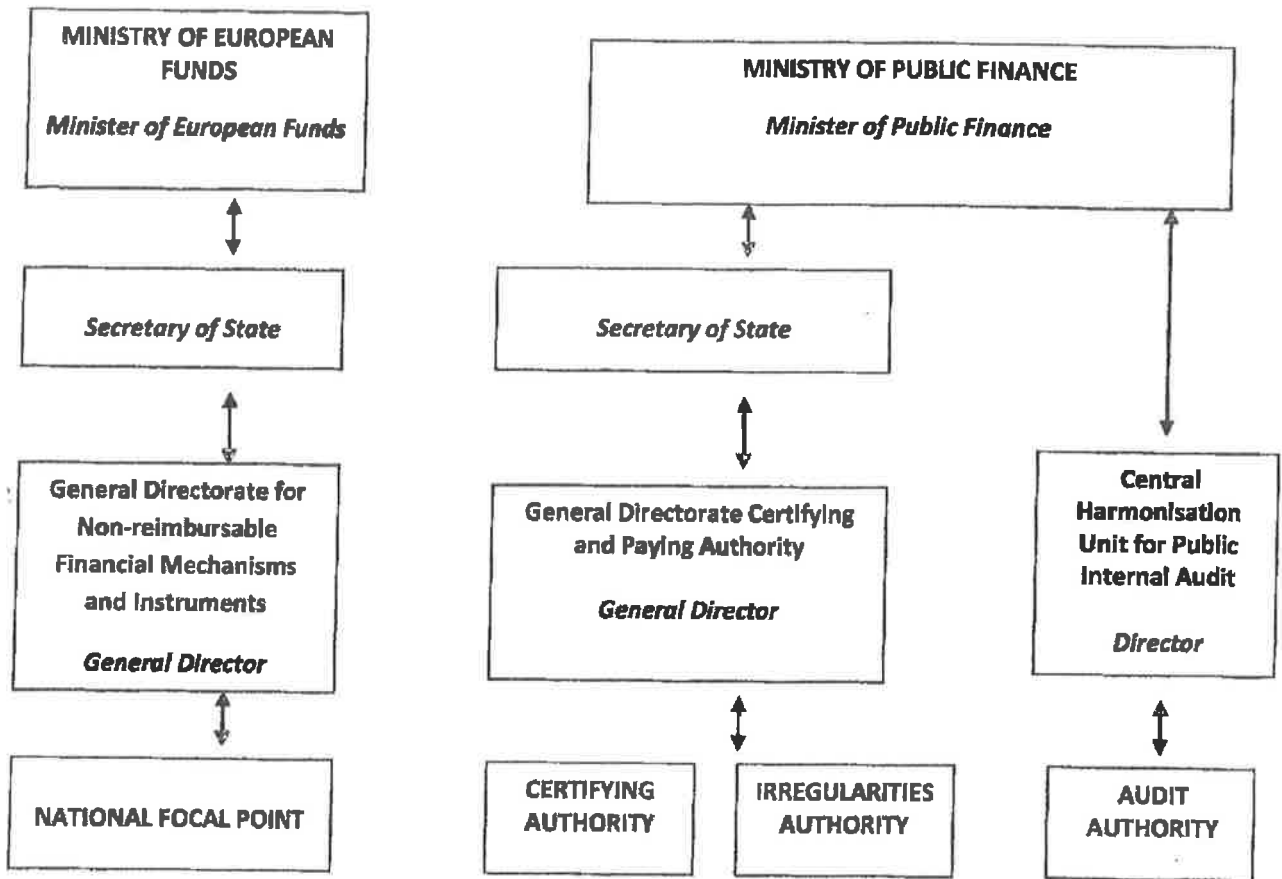 MINISTRY OF EUROPEAN
FUNDS
Minister of European Funds
MINISTRY OF PUBLIC FINANCE
Minister of Public Finance
Secretary of State
Secretary of State
General Directorate for
Non-reimbursable
Financial Mechanisms
and Instruments
General Director
General Directorate Certifying
and Paying Authority
General Director
Central
Harmonisation
Unit for Public
Internal Audit
Director
NATIONAL FOCAL POINT
CERTIFYING
AUTHORITY
IRREGULARITIES
AUTHORITY
AUDIT
AUTHORITY